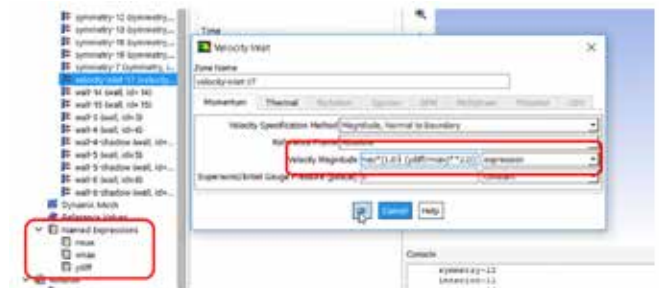 symmetry-12 (symmetry,...
symmetry-13 (symmetry,...
symmetry-16 (symmetry,...
symmetry-18 (symmetry,...
symmetry-7 (symmetry, i...
velocity-inlet-17 (velocity...
wall-14 (wall, id=14)
wall-15 (wall, id=15)
wall-3 (wall, id=3)
wall-4 (wall, id=4)
wall-4-shadow (wall, id=...
wall-5 (wall, id=5)
wall-5-shadow (wall, id=...
wall-6 (wall, id=6)
wall-6-shadow (wall, id=...
Dynamic Mesh
Reference Values
Named Expressions
rmax
vmax
ydiff
Time
Velocity Inlet
Zone Name
velocity-inlet-17
Momentum Thermal Radiation Species DPM Multiphase Potential UDS
Velocity Specification Method Magnitude, Normal to Boundary
Reference Frame Absolute
Velocity Magnitude expression
Supersonic/Initial Gauge Pressure (pascal)
OK Cancel Help
Console
symmetry-12
interior-11